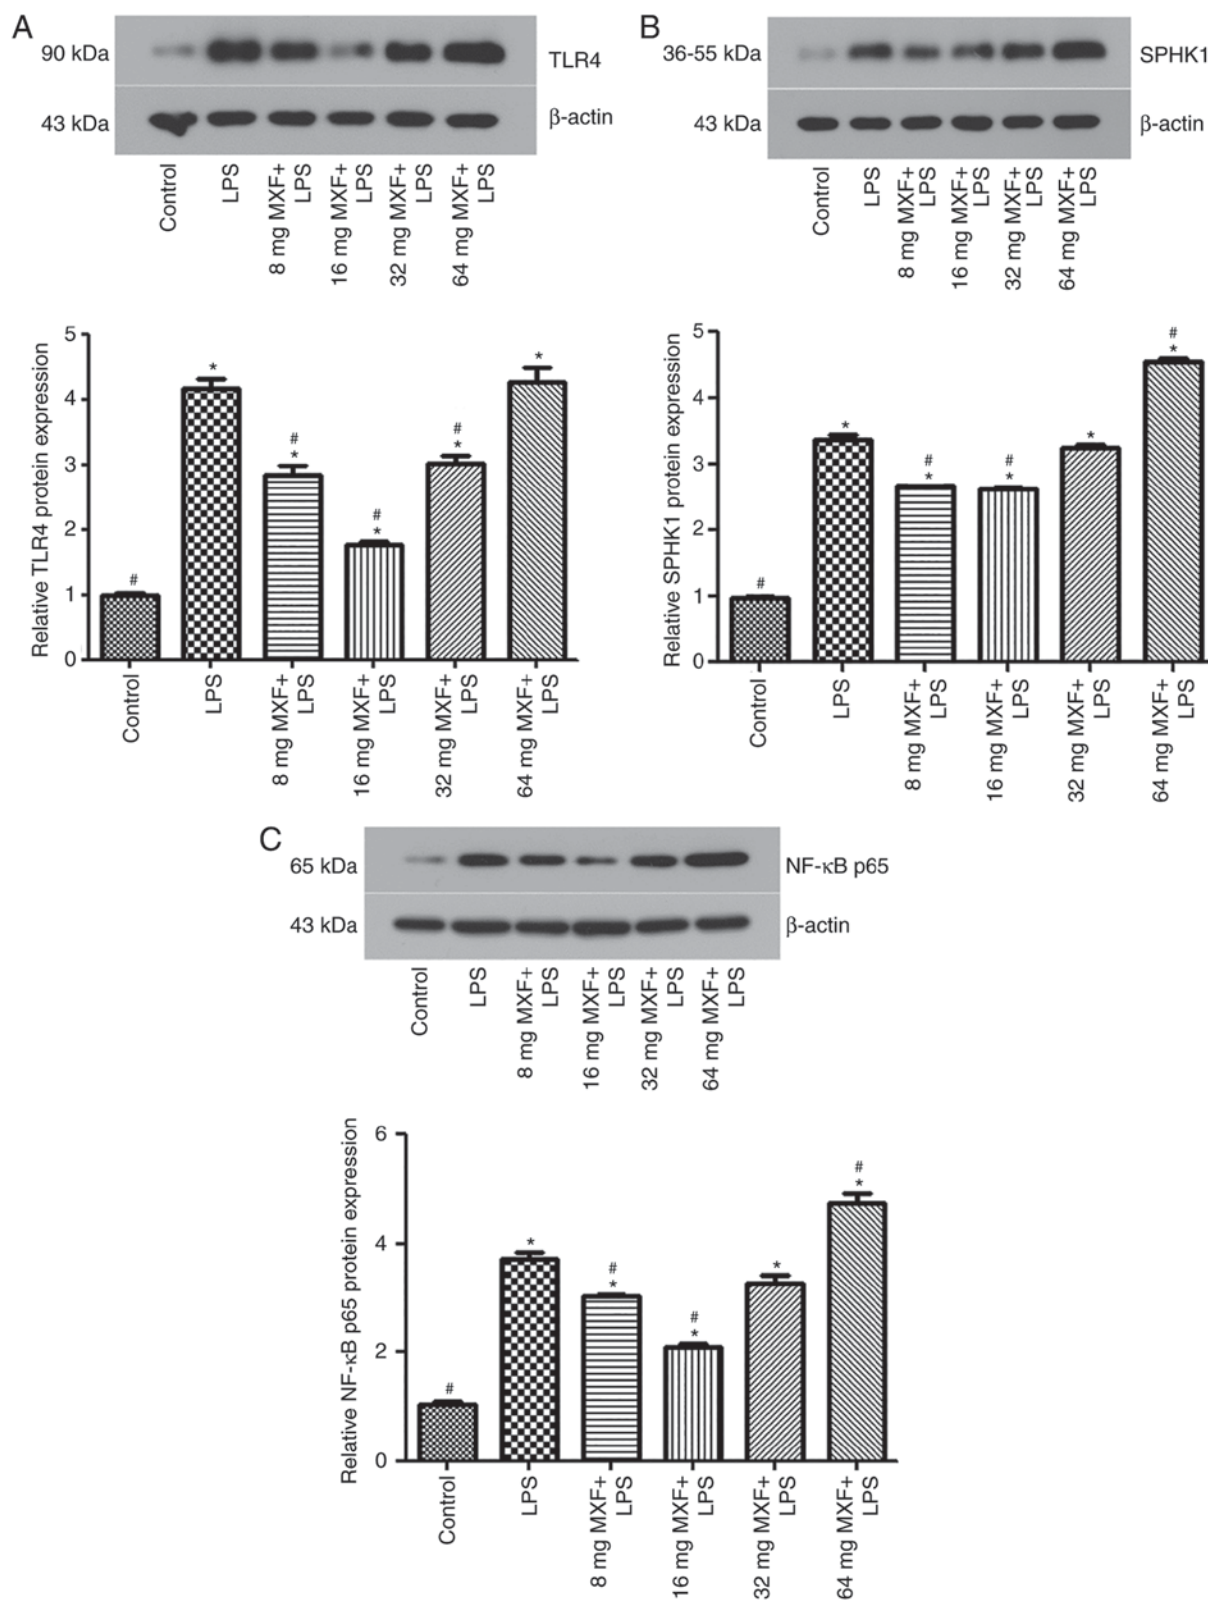 A
90 kDa
TLR4
43 kDa
β-actin
Control
LPS
8 mg MXF+
LPS
16 mg MXF+
LPS
32 mg MXF+
LPS
64 mg MXF+
LPS
Relative TLR4 protein expression
5
4
3
2
1
0
#
*
#
*
#
*
#
*
*
Control
LPS
8 mg MXF+
LPS
16 mg MXF+
LPS
32 mg MXF+
LPS
64 mg MXF+
LPS
B
36-55 kDa
SPHK1
43 kDa
β-actin
Control
LPS
8 mg MXF+
LPS
16 mg MXF+
LPS
32 mg MXF+
LPS
64 mg MXF+
LPS
Relative SPHK1 protein expression
5
4
3
2
1
0
#
*
#
*
#
*
*
#
*
Control
LPS
8 mg MXF+
LPS
16 mg MXF+
LPS
32 mg MXF+
LPS
64 mg MXF+
LPS
C
65 kDa
NF-κB p65
43 kDa
β-actin
Control
LPS
8 mg MXF+
LPS
16 mg MXF+
LPS
32 mg MXF+
LPS
64 mg MXF+
LPS
Relative NF-κB p65 protein expression
6
4
2
0
#
*
#
*
#
*
*
#
*
Control
LPS
8 mg MXF+
LPS
16 mg MXF+
LPS
32 mg MXF+
LPS
64 mg MXF+
LPS